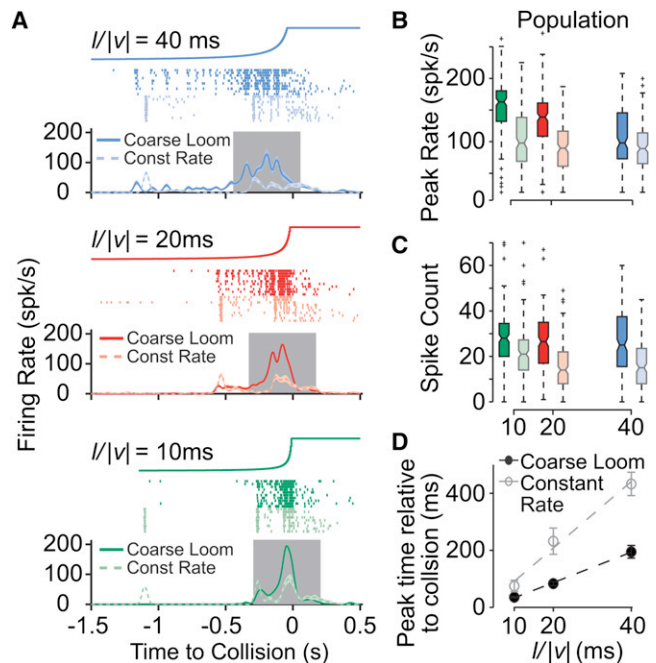 A
l/|v| = 40 ms
200
100
0
Coarse Loom
Const Rate
l/|v| = 20ms
200
100
0
Coarse Loom
Const Rate
l/|v| = 10ms
200
100
0
Coarse Loom
Const Rate
Firing Rate (spk/s)
-1.5 -1 -0.5 0 0.5
Time to Collision (s)
B
Population
Peak Rate (spk/s)
200
100
0
C
Spike Count
60
40
20
0
10 20 40
D
Coarse Loom
Constant
Rate
Peak time relative
to collision (ms)
400
200
0
10 20 40
l/|v| (ms)